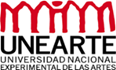 UNEARTE
UNIVERSIDAD NACIONAL
EXPERIMENTAL DE LAS ARTES